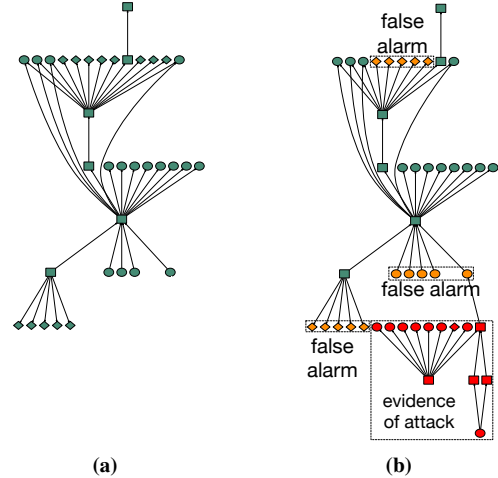 false
alarm
false alarm
false
alarm
evidence
of attack
(a)
(b)